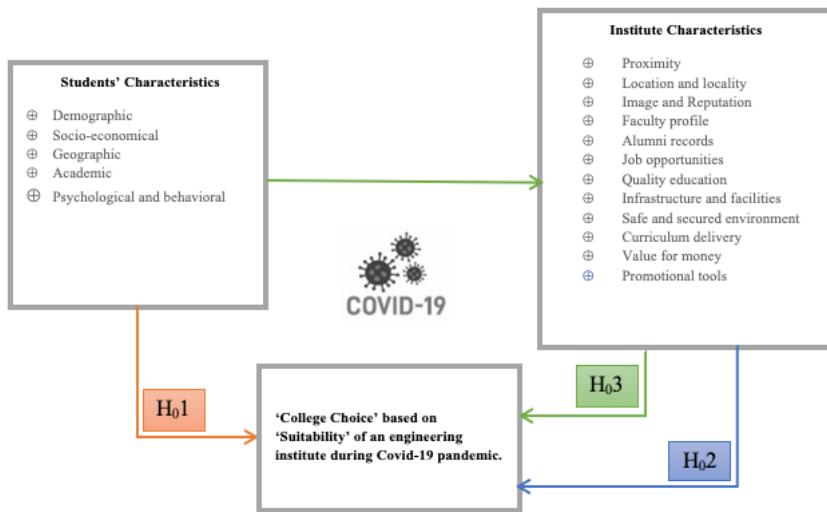 Students' Characteristics
Demographic
Socio-economical
Geographic
Academic
Psychological and behavioral
Institute Characteristics
Proximity
Location and locality
Image and Reputation
Faculty profile
Alumni records
Job opportunities
Quality education
Infrastructure and facilities
Safe and secured environment
Curriculum delivery
Value for money
Promotional tools
COVID-19
H₀1
H₀3
H₀2
‘College Choice’ based on
‘Suitability’ of an engineering
institute during Covid-19 pandemic.